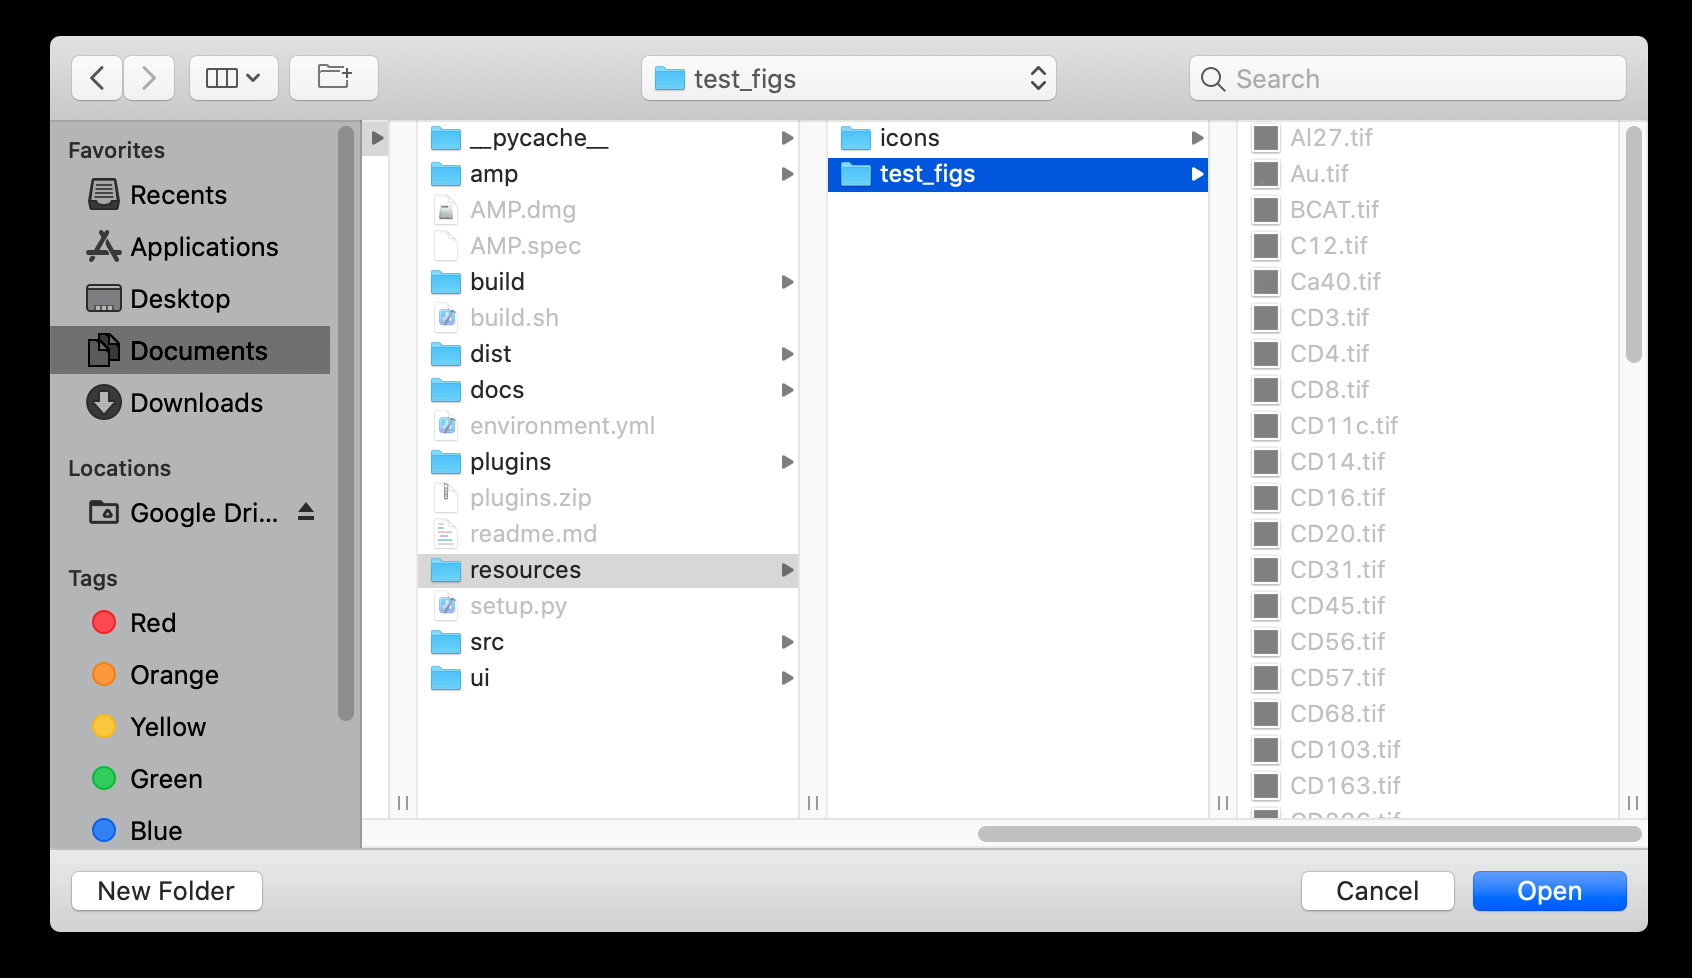 test_figs
Search
Favorites
Recents
Applications
Desktop
Documents
Downloads
Locations
Google Dri...
Tags
Red
Orange
Yellow
Green
Blue
__pycache__
amp
AMP.dmg
AMP.spec
build
build.sh
dist
docs
environment.yml
plugins
plugins.zip
readme.md
resources
setup.py
src
ui
icons
test_figs
Al27.tif
Au.tif
BCAT.tif
C12.tif
Ca40.tif
CD3.tif
CD4.tif
CD8.tif
CD11c.tif
CD14.tif
CD16.tif
CD20.tif
CD31.tif
CD45.tif
CD56.tif
CD57.tif
CD68.tif
CD103.tif
CD163.tif
New Folder
Cancel
Open